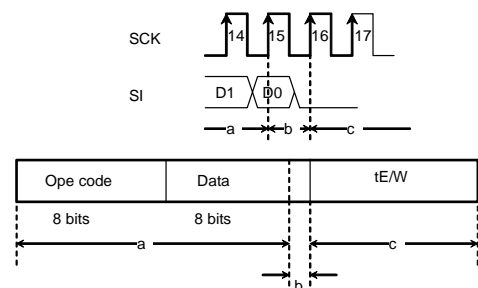 SCK 14 15 16 17
SI D1 D0
a b c
Ope code Data tE/W
8 bits 8 bits
a c
b